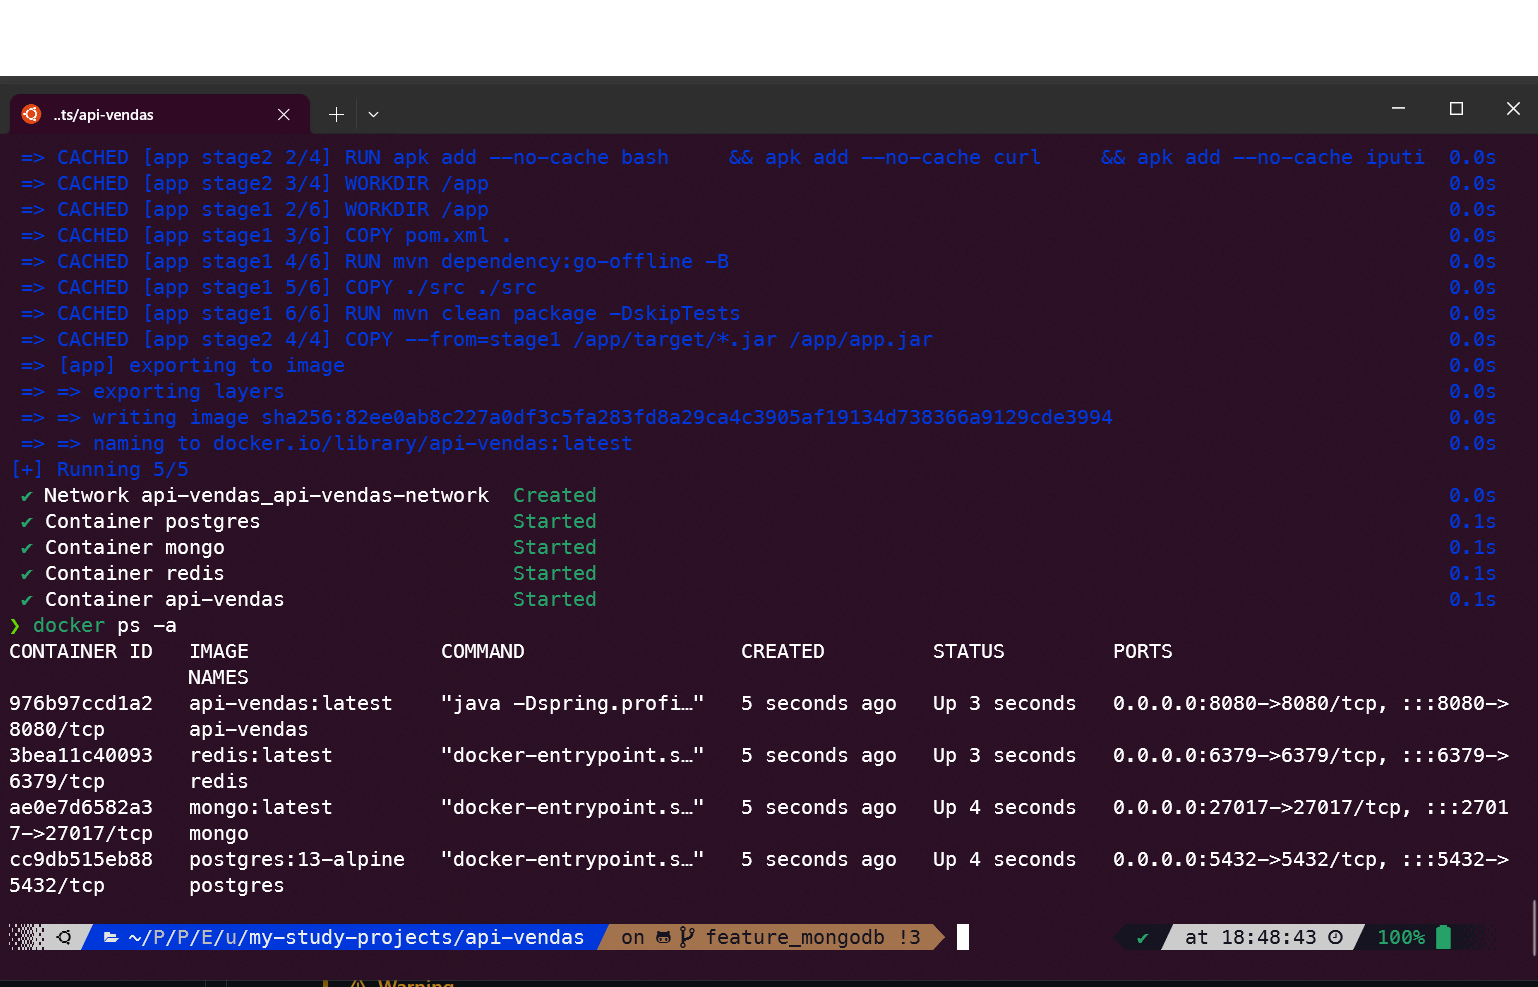 ..ts/api-vendas
=> CACHED [app stage2 2/4] RUN apk add --no-cache bash     && apk add --no-cache curl     && apk add --no-cache iputi  0.0s
=> CACHED [app stage2 3/4] WORKDIR /app 0.0s
=> CACHED [app stage1 2/6] WORKDIR /app 0.0s
=> CACHED [app stage1 3/6] COPY pom.xml . 0.0s
=> CACHED [app stage1 4/6] RUN mvn dependency:go-offline -B 0.0s
=> CACHED [app stage1 5/6] COPY ./src ./src 0.0s
=> CACHED [app stage1 6/6] RUN mvn clean package -DskipTests 0.0s
=> CACHED [app stage2 4/4] COPY --from=stage1 /app/target/*.jar /app/app.jar 0.0s
=> [app] exporting to image 0.0s
=> => exporting layers 0.0s
=> => writing image sha256:82ee0ab8c227a0df3c5fa283fd8a29ca4c3905af19134d738366a9129cde3994 0.0s
=> => naming to docker.io/library/api-vendas:latest 0.0s
[+] Running 5/5
✔ Network api-vendas_api-vendas-network  Created 0.0s
✔ Container postgres Started 0.1s
✔ Container mongo Started 0.1s
✔ Container redis Started 0.1s
✔ Container api-vendas Started 0.1s
❯ docker ps -a
CONTAINER ID   IMAGE   COMMAND   CREATED   STATUS   PORTS
NAMES
976b97ccd1a2   api-vendas:latest   "java -Dspring.profi…"   5 seconds ago   Up 3 seconds   0.0.0.0:8080->8080/tcp, :::8080->
8080/tcp   api-vendas
3bea11c40093   redis:latest   "docker-entrypoint.s…"   5 seconds ago   Up 3 seconds   0.0.0.0:6379->6379/tcp, :::6379->
6379/tcp   redis
ae0e7d6582a3   mongo:latest   "docker-entrypoint.s…"   5 seconds ago   Up 4 seconds   0.0.0.0:27017->27017/tcp, :::2701
7->27017/tcp   mongo
cc9db515eb88   postgres:13-alpine   "docker-entrypoint.s…"   5 seconds ago   Up 4 seconds   0.0.0.0:5432->5432/tcp, :::5432->
5432/tcp   postgres
~/P/P/E/u/my-study-projects/api-vendas on feature_mongodb !3 ✔ at 18:48:43 100%
Warning